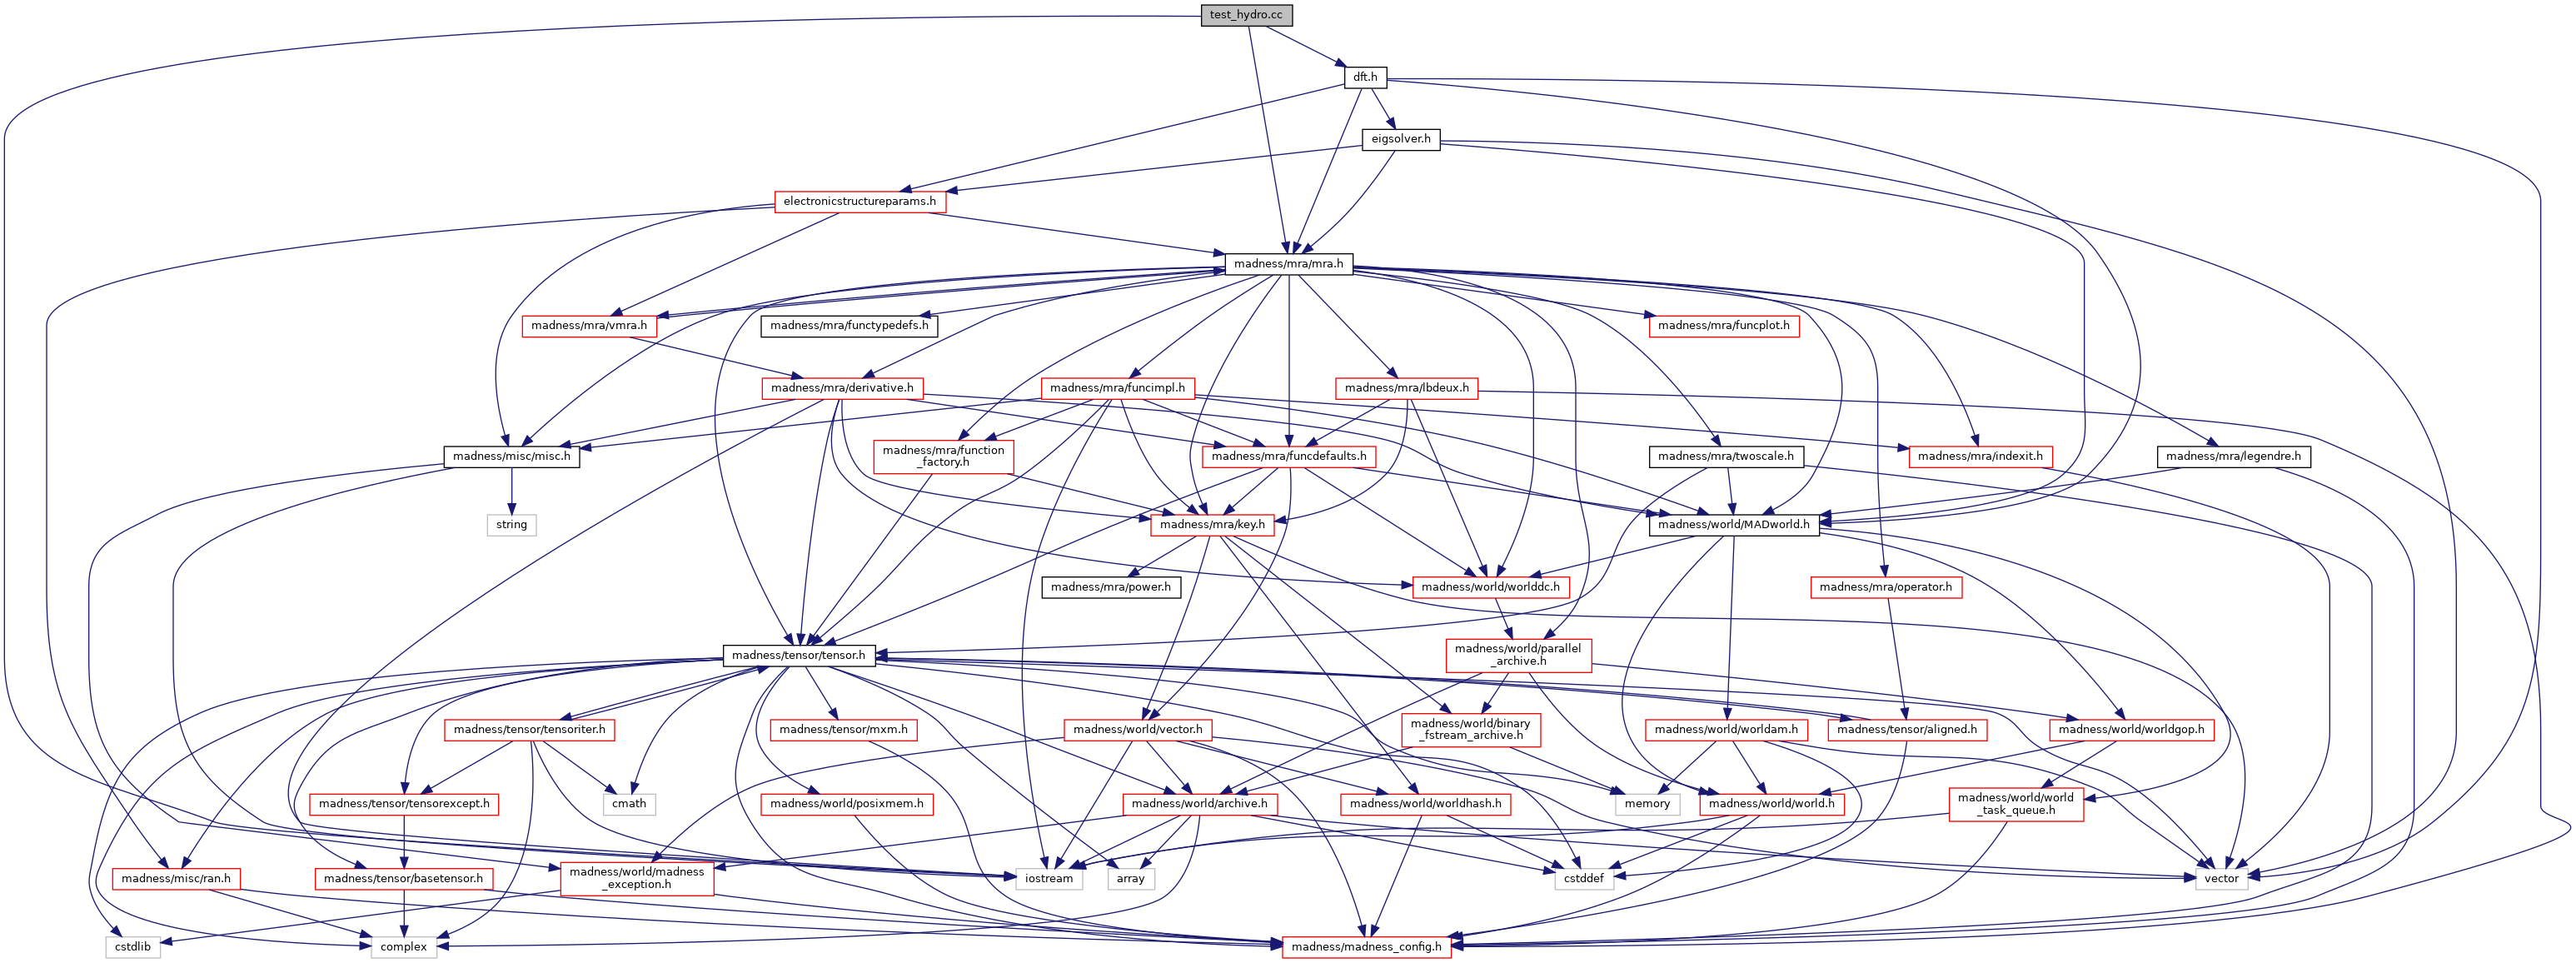 test_hydro.cc
dft.h
eigsolver.h
electronicstructureparams.h
madness/mra/mra.h
madness/mra/vmra.h
madness/mra/functypedefs.h
madness/mra/funcplot.h
madness/mra/derivative.h
madness/mra/funcimpl.h
madness/mra/lbdeux.h
madness/misc/misc.h
madness/mra/function
_factory.h
madness/mra/funcdefaults.h
madness/mra/twoscale.h
madness/mra/indexit.h
madness/mra/legendre.h
string
madness/mra/key.h
madness/world/MADworld.h
madness/mra/power.h
madness/world/worlddc.h
madness/mra/operator.h
madness/tensor/tensor.h
madness/world/parallel
_archive.h
madness/tensor/tensoriter.h
madness/tensor/mxm.h
madness/world/vector.h
madness/world/binary
_fstream_archive.h
madness/world/worldam.h
madness/tensor/aligned.h
madness/world/worldgop.h
madness/tensor/tensorexcept.h
cmath
madness/world/posixmem.h
madness/world/archive.h
madness/world/worldhash.h
memory
madness/world/world.h
madness/world/world
_task_queue.h
madness/misc/ran.h
madness/tensor/basetensor.h
madness/world/madness
_exception.h
iostream
array
cstddef
vector
cstdlib
complex
madness/madness_config.h